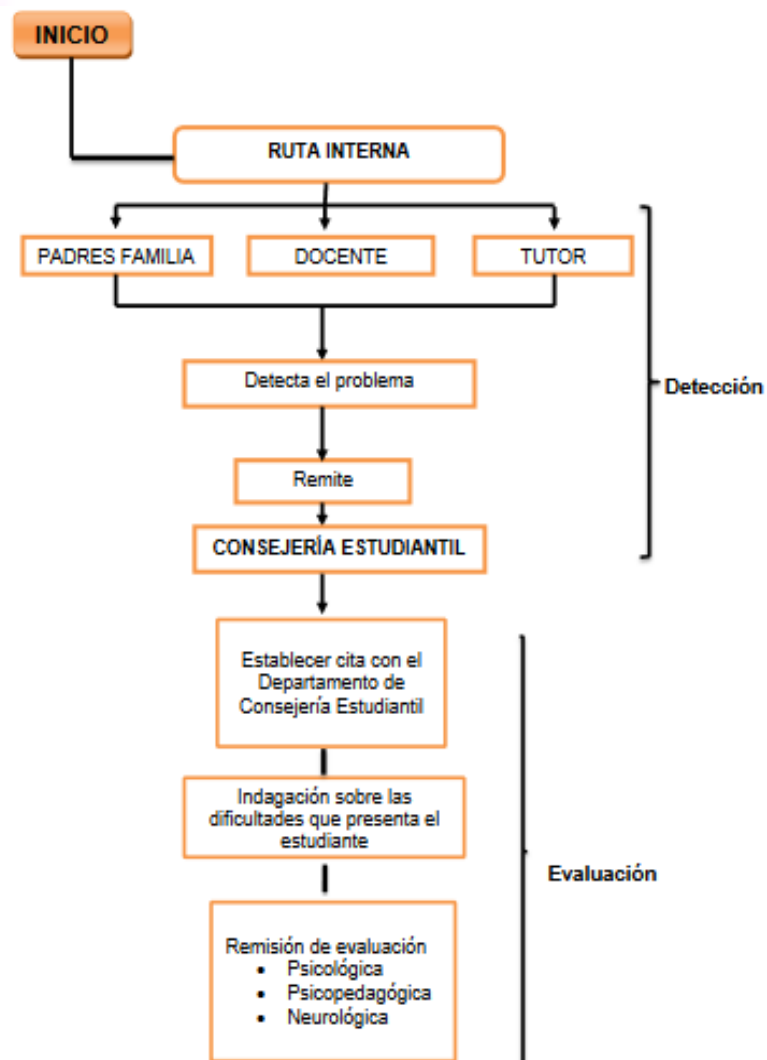 INICIO
RUTA INTERNA
PADRES FAMILIA
DOCENTE
TUTOR
Detecta el problema
Detección
Remite
CONSEJERÍA ESTUDIANTIL
Establecer cita con el
Departamento de
Consejería Estudiantil
Indagación sobre las
dificultades que presenta el
estudiante
Evaluación
Remisión de evaluación
• Psicológica
• Psicopedagógica
• Neurológica